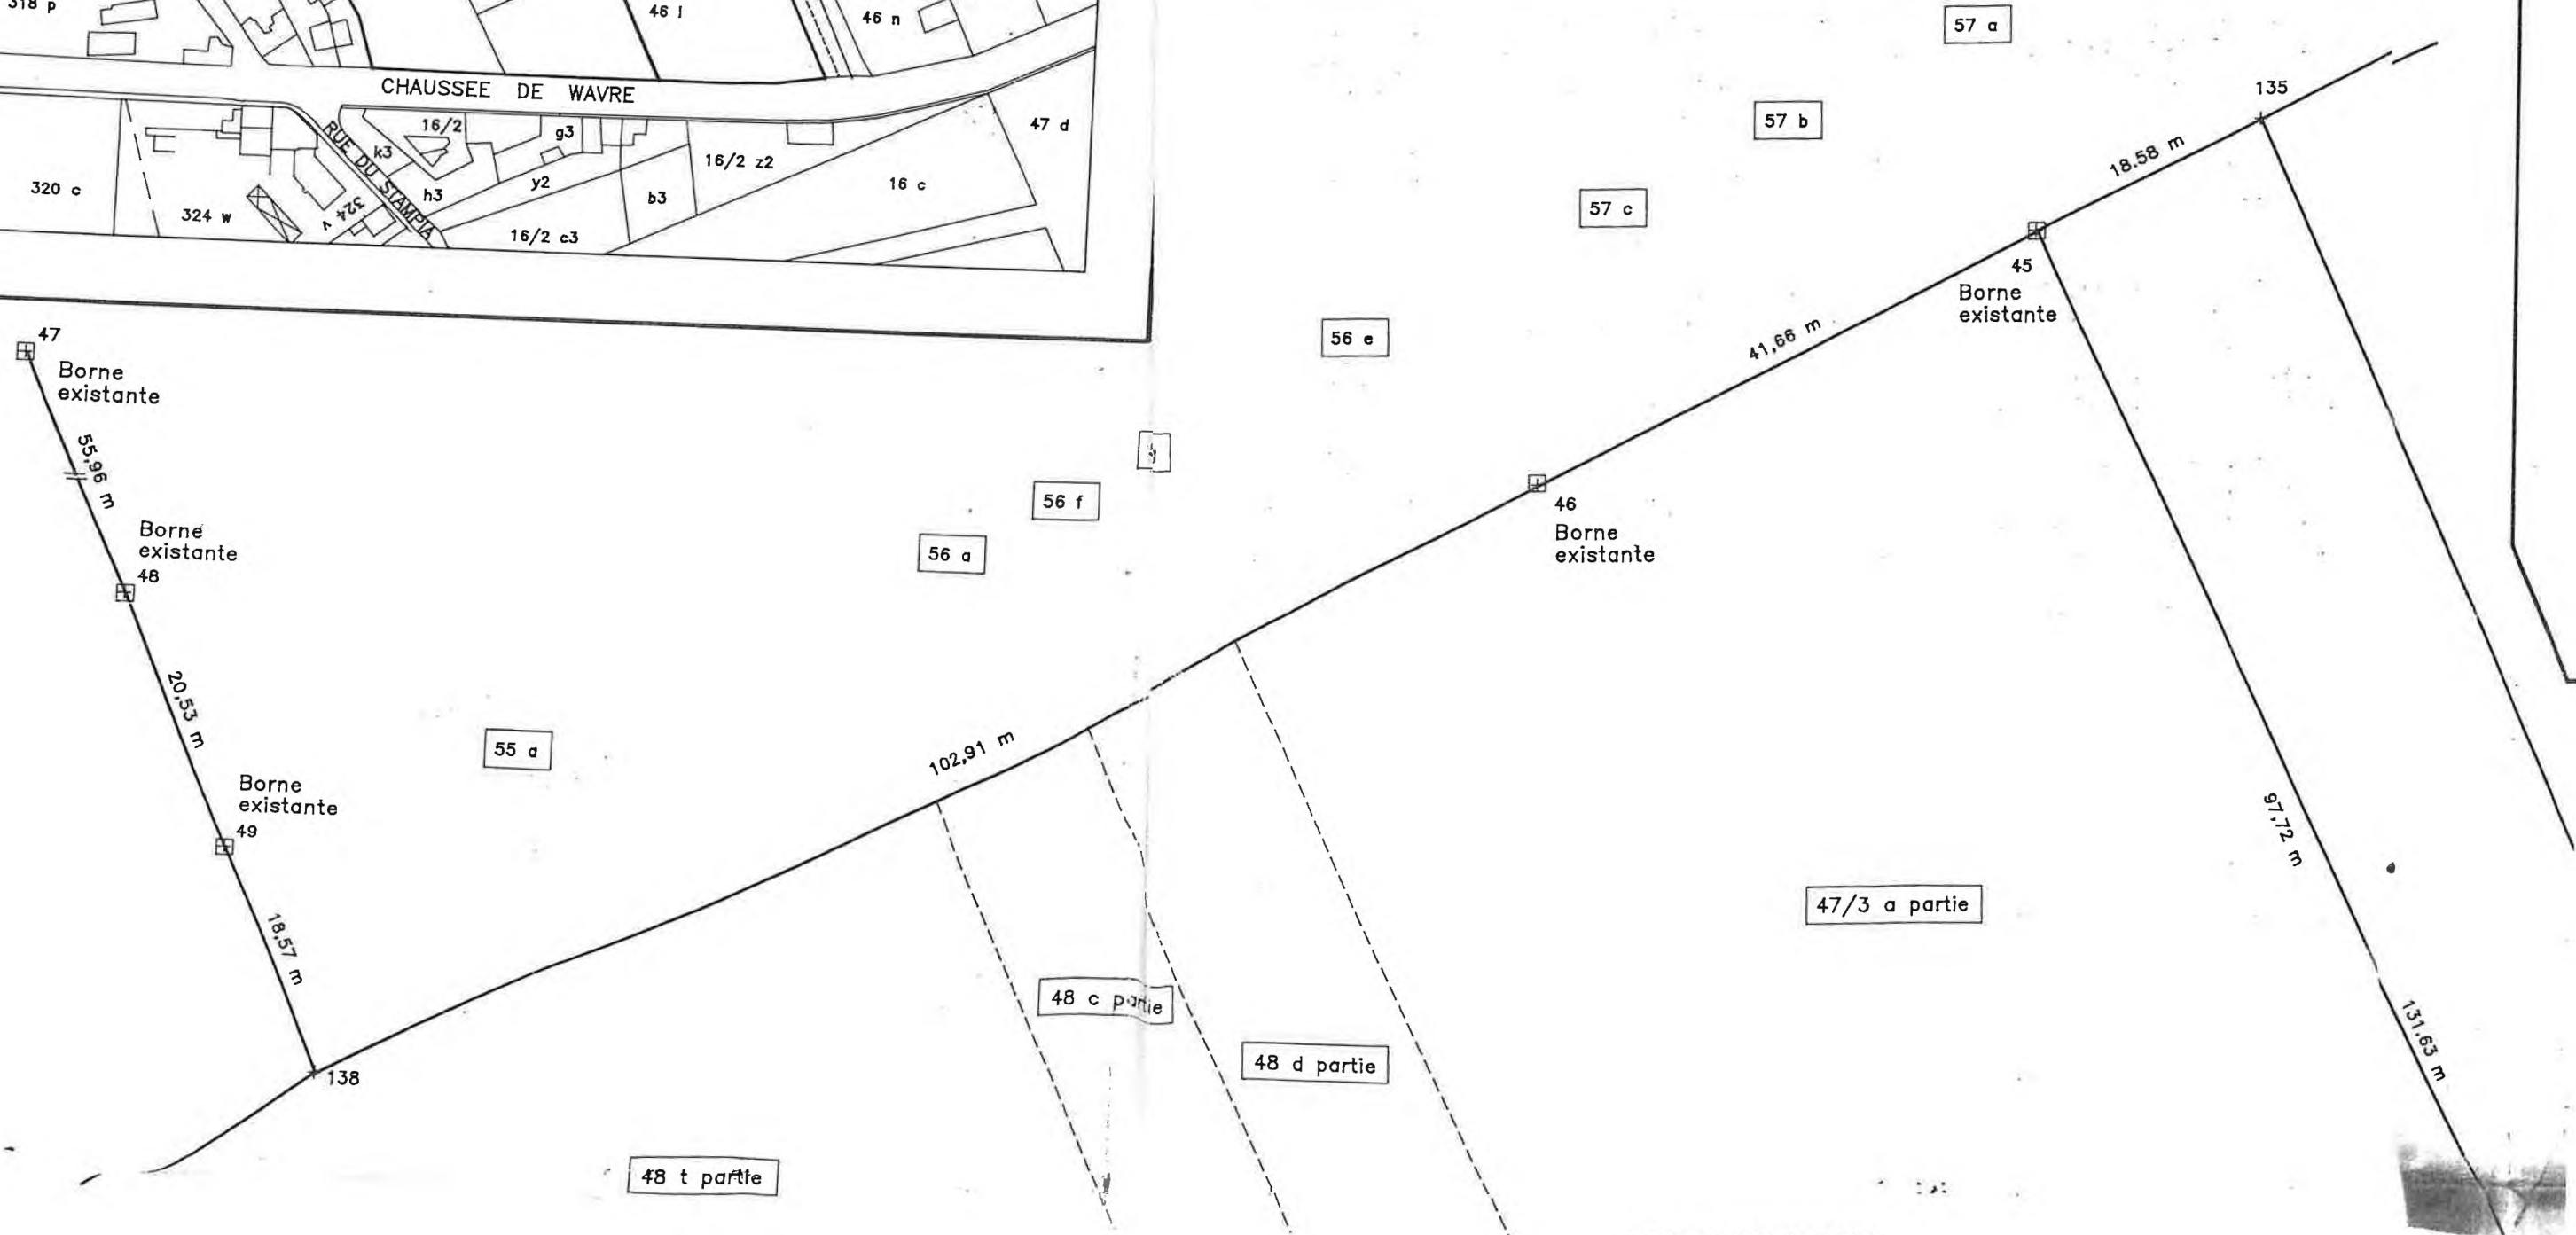 318 p
46 l
46 n
57 a
CHAUSSEE DE WAVRE
135
57 b
16/2
g3
47 d
RUE DU STAMPIA
k3
16/2 z2
18.58 m
320 c
h3
y2
16 c
b3
324 w
324 v
57 c
16/2 c3
45
Borne
existante
47
Borne
existante
56 e
41,66 m
55,96 m
56 f
46
Borne
existante
Borne
existante
48
56 a
20,53 m
55 a
102,91 m
Borne
existante
49
97,72 m
47/3 a partie
18,57 m
48 c partie
131,63 m
48 d partie
138
48 t partie